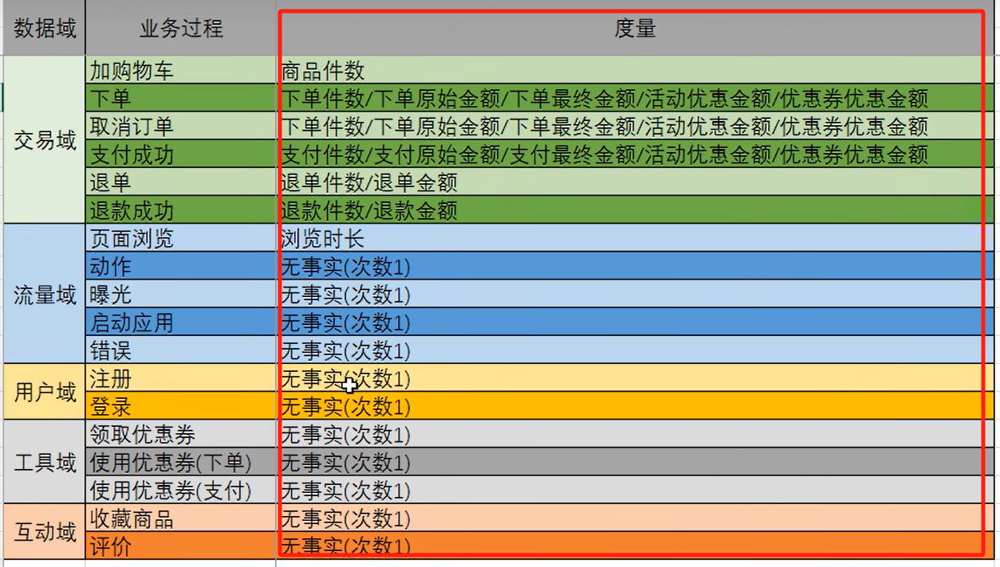 数据域 业务过程 度量
交易域
加购物车 商品件数
下单 下单件数/下单原始金额/下单最终金额/活动优惠金额/优惠券优惠金额
取消订单 下单件数/下单原始金额/下单最终金额/活动优惠金额/优惠券优惠金额
支付成功 支付件数/支付原始金额/支付最终金额/活动优惠金额/优惠券优惠金额
退单 退单件数/退单金额
退款成功 退款件数/退款金额
流量域
页面浏览 浏览时长
动作 无事实(次数1)
曝光 无事实(次数1)
启动应用 无事实(次数1)
错误 无事实(次数1)
用户域
注册 无事实(次数1)
登录 无事实(次数1)
工具域
领取优惠券 无事实(次数1)
使用优惠券(下单) 无事实(次数1)
使用优惠券(支付) 无事实(次数1)
互动域
收藏商品 无事实(次数1)
评价 无事实(次数1)